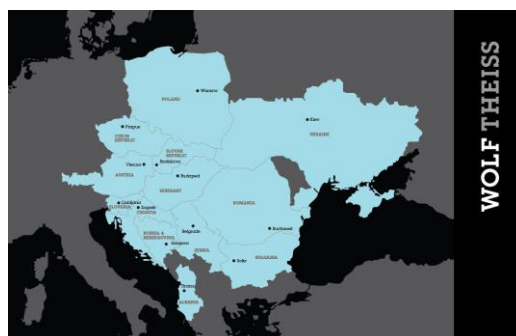 Warsaw
POLAND
Kiev
Prague
CZECH
REPUBLIC
UKRAINE
SLOVAK
REPUBLIC
Vienna
Bratislava
AUSTRIA
Budapest
HUNGARY
Ljubljana
SLOVENIA
Zagreb
CROATIA
ROMANIA
Belgrade
Bucharest
BOSNIA &
HERZEGOVINA
Sarajevo
SERBIA
Sofia
BULGARIA
Tirana
ALBANIA
WOLF THEISS